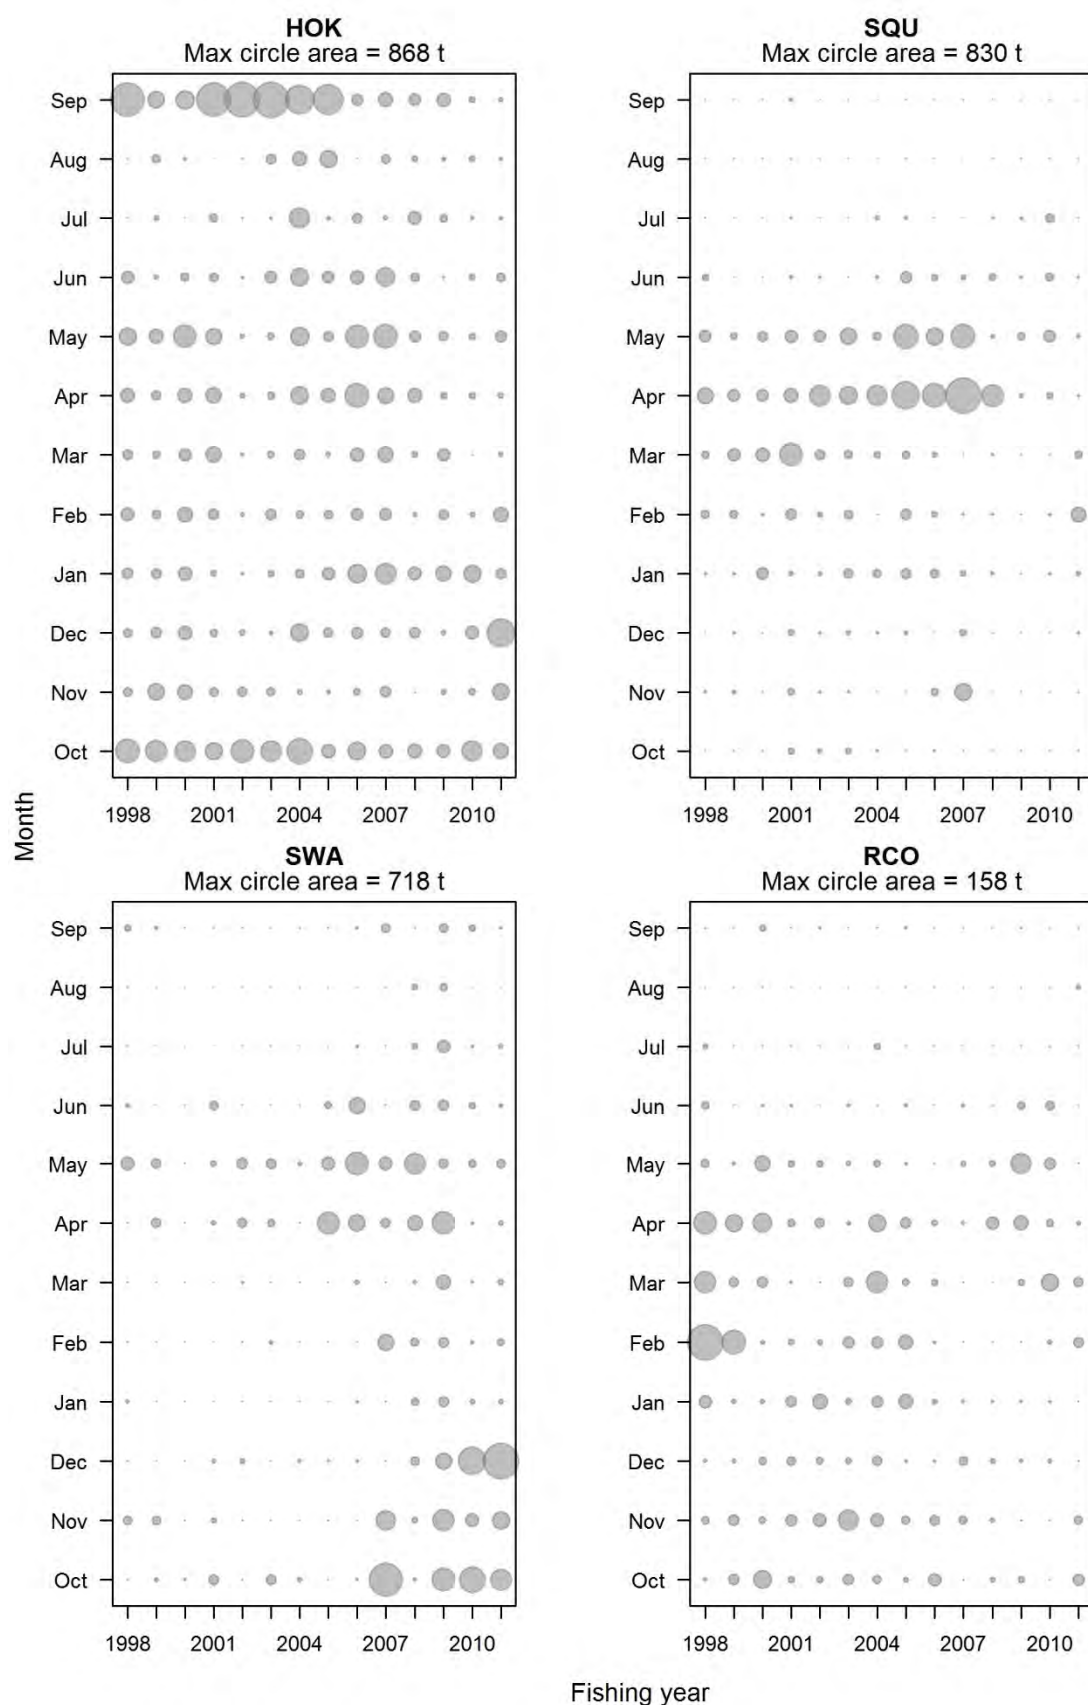 HOK
Max circle area = 868 t
Sep
Aug
Jul
Jun
May
Apr
Mar
Feb
Jan
Dec
Nov
Oct
1998 2001 2004 2007 2010
SQU
Max circle area = 830 t
Sep
Aug
Jul
Jun
May
Apr
Mar
Feb
Jan
Dec
Nov
Oct
1998 2001 2004 2007 2010
Month
SWA
Max circle area = 718 t
Sep
Aug
Jul
Jun
May
Apr
Mar
Feb
Jan
Dec
Nov
Oct
1998 2001 2004 2007 2010
RCO
Max circle area = 158 t
Sep
Aug
Jul
Jun
May
Apr
Mar
Feb
Jan
Dec
Nov
Oct
1998 2001 2004 2007 2010
Fishing year